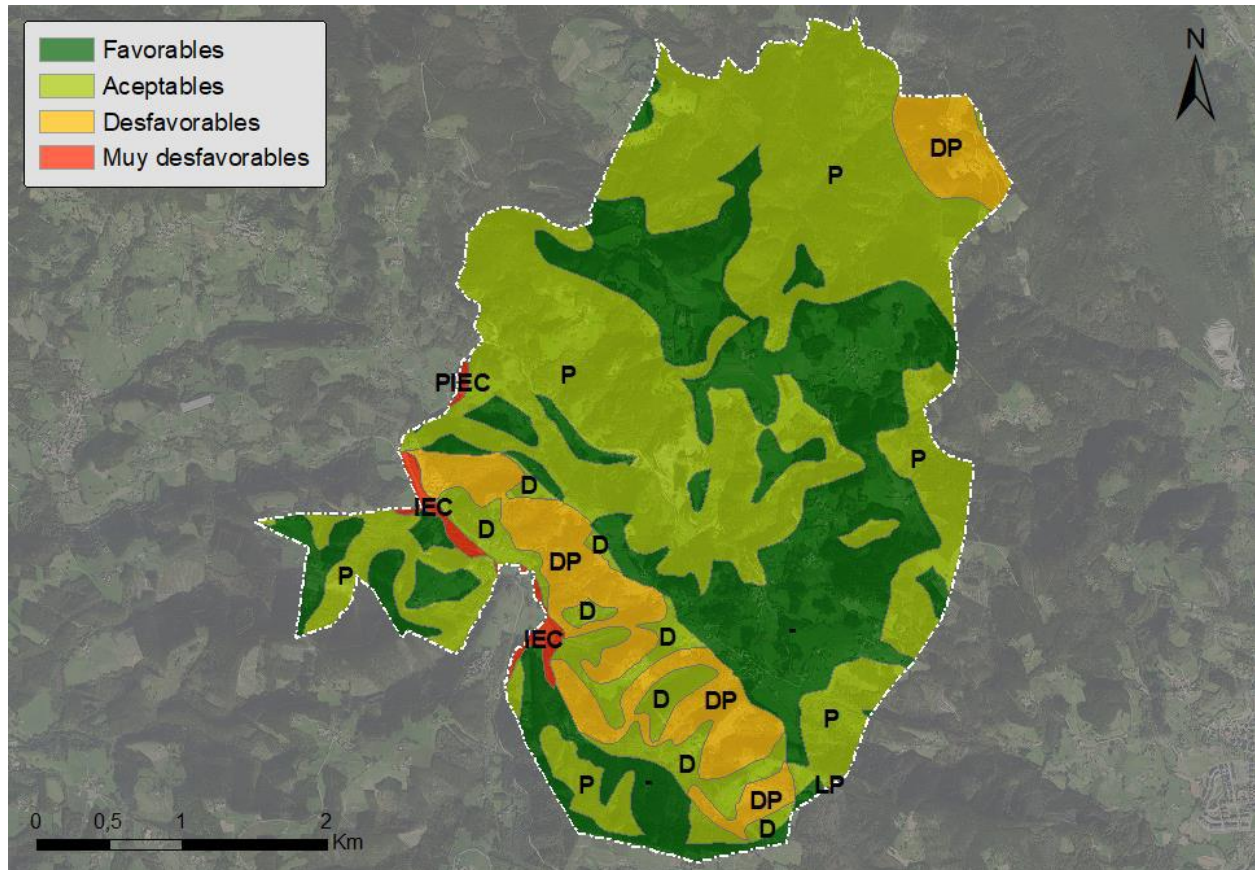 Favorables
Aceptables
Desfavorables
Muy desfavorables
N
DP
P
P
PIEC
P
D
IEC
D
D
DP
P
D
IEC
D
-
D
DP
P
D
P
-
LP
DP
D
0 0,5 1 2
Km